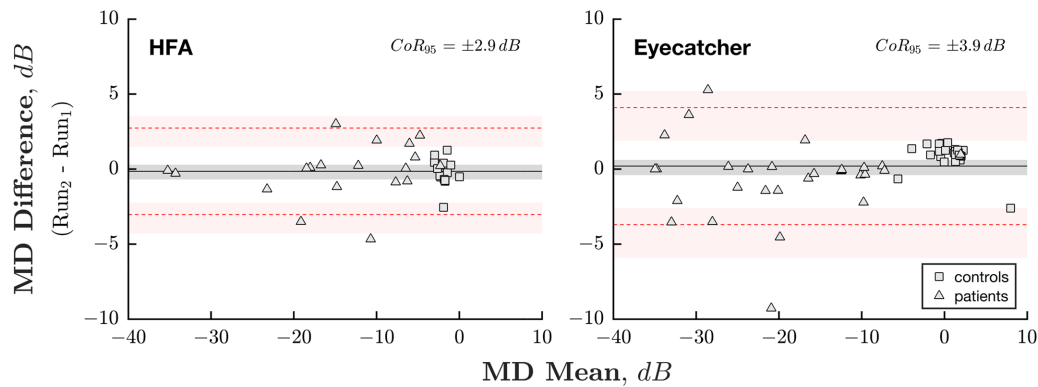 HFA
CoR95 = ±2.9 dB
Eyecatcher
CoR95 = ±3.9 dB
MD Difference, dB
(Run2 - Run1)
10
5
0
−5
−10
−40
−30
−20
−10
0
10
10
5
0
−5
−10
−40
−30
−20
−10
0
10
controls
patients
MD Mean, dB